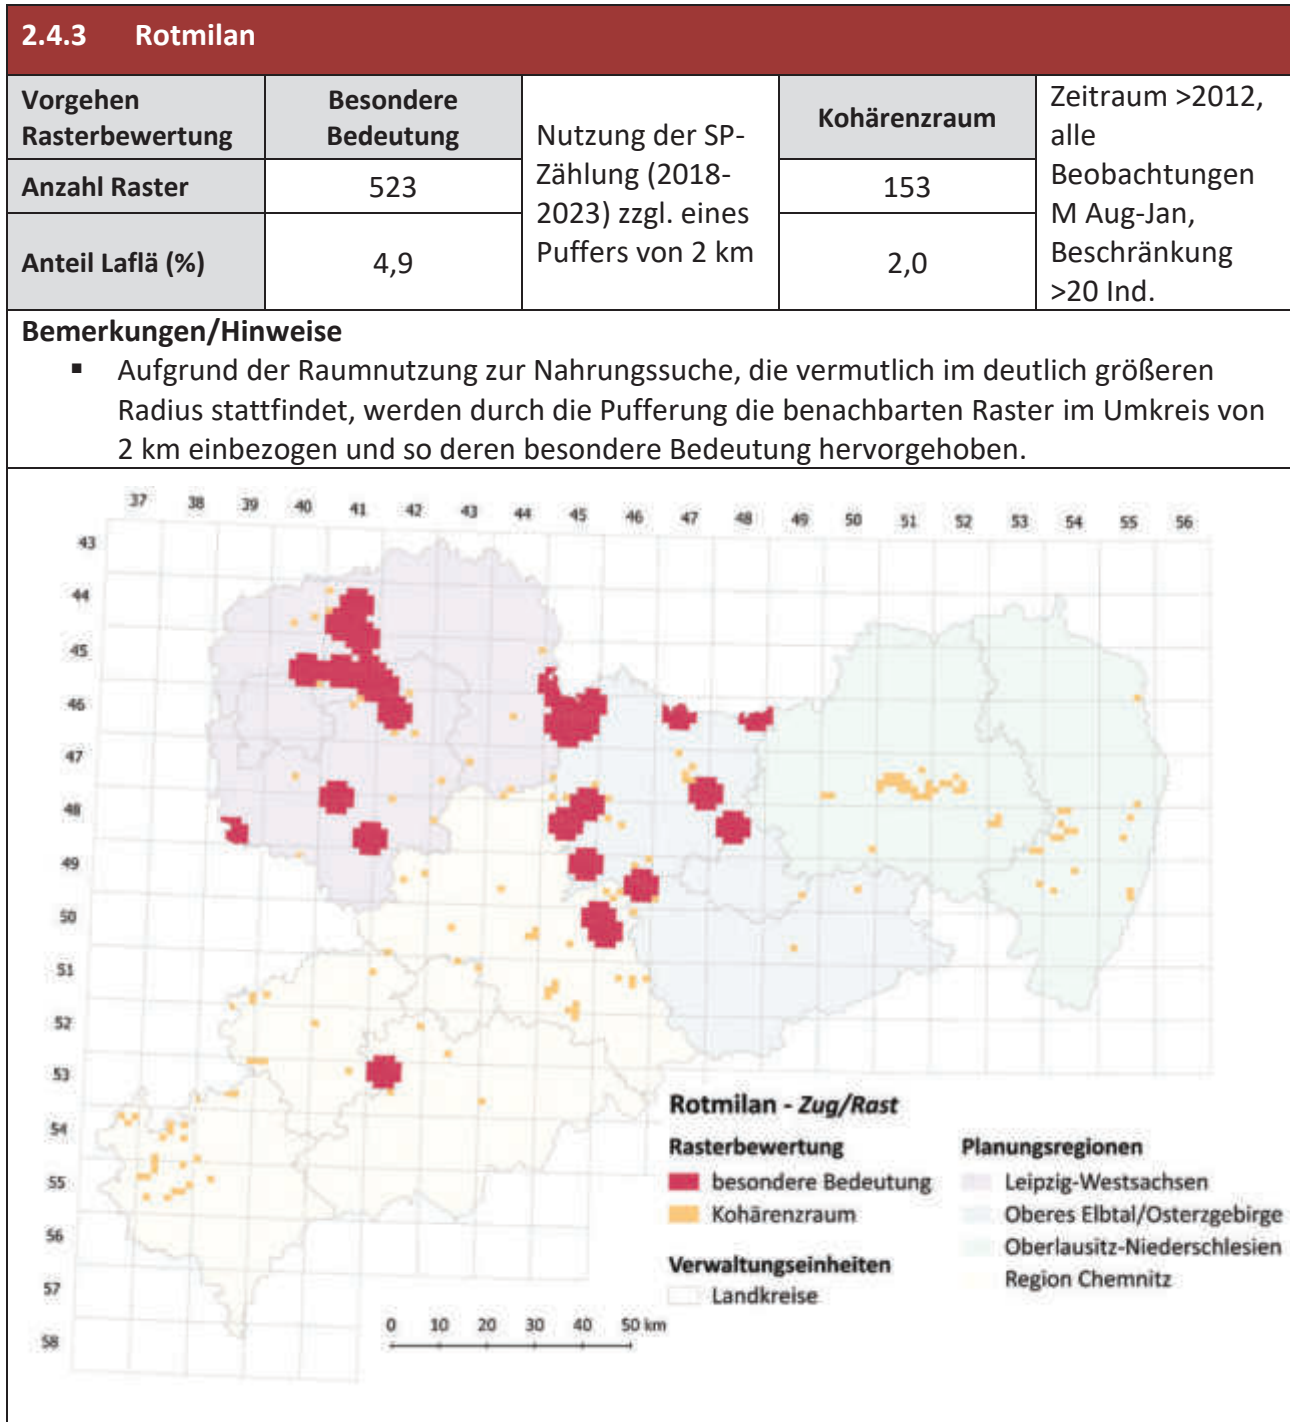 2.4.3 Rotmilan
Vorgehen
Rasterbewertung
Besondere
Bedeutung
Nutzung der SP-
Zählung (2018-
2023) zzgl. eines
Puffers von 2 km
Kohärenzraum
Zeitraum >2012,
alle
Beobachtungen
M Aug-Jan,
Beschränkung
>20 Ind.
Anzahl Raster
523
153
Anteil Laflä (%)
4,9
2,0
Bemerkungen/Hinweise
▪ Aufgrund der Raumnutzung zur Nahrungssuche, die vermutlich im deutlich größeren
Radius stattfindet, werden durch die Pufferung die benachbarten Raster im Umkreis von
2 km einbezogen und so deren besondere Bedeutung hervorgehoben.
37 38 39 40 41 42 43 44 45 46 47 48 49 50 51 52 53 54 55 56
43
44
45
46
47
48
49
50
51
52
53
54
55
56
57
58
Rotmilan - Zug/Rast
Rasterbewertung
besondere Bedeutung
Kohärenzraum
Verwaltungseinheiten
Landkreise
Planungsregionen
Leipzig-Westsachsen
Oberes Elbtal/Osterzgebirge
Oberlausitz-Niederschlesien
Region Chemnitz
0 10 20 30 40 50 km